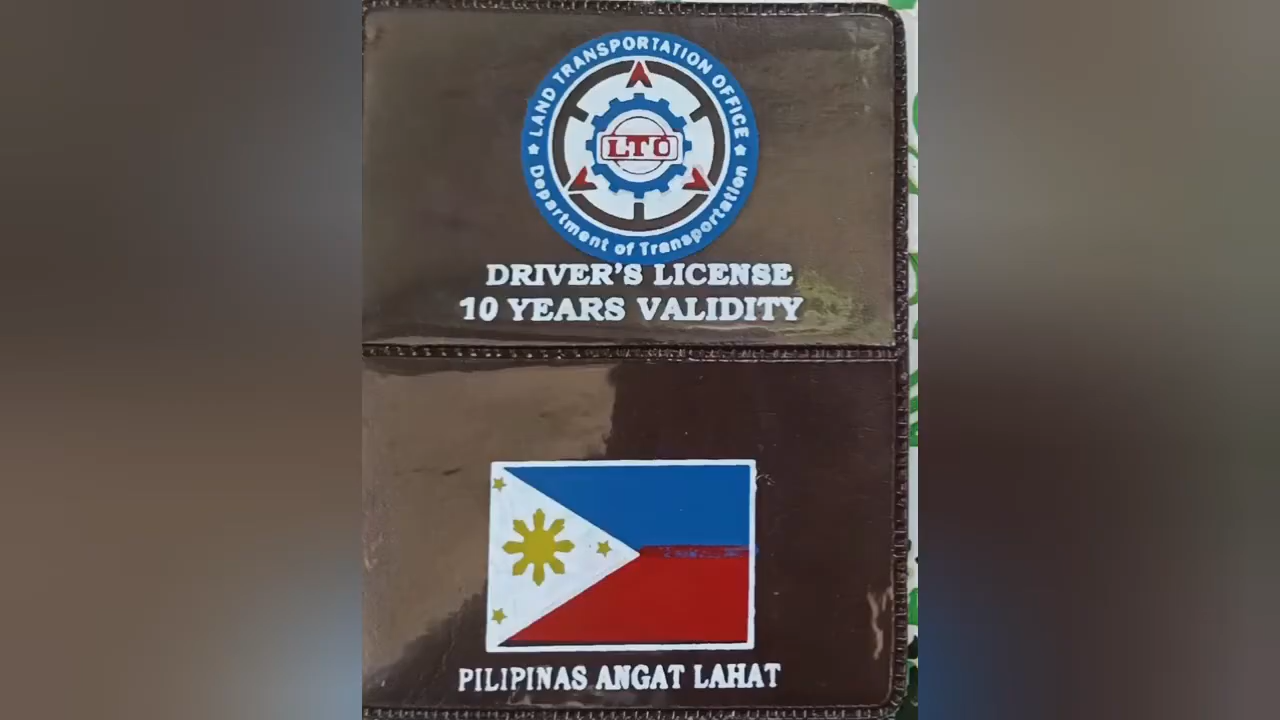 LAND TRANSPORTATION OFFICE
LTO
Department of Transportation
DRIVER'S LICENSE
10 YEARS VALIDITY
PILIPINAS ANGAT LAHAT